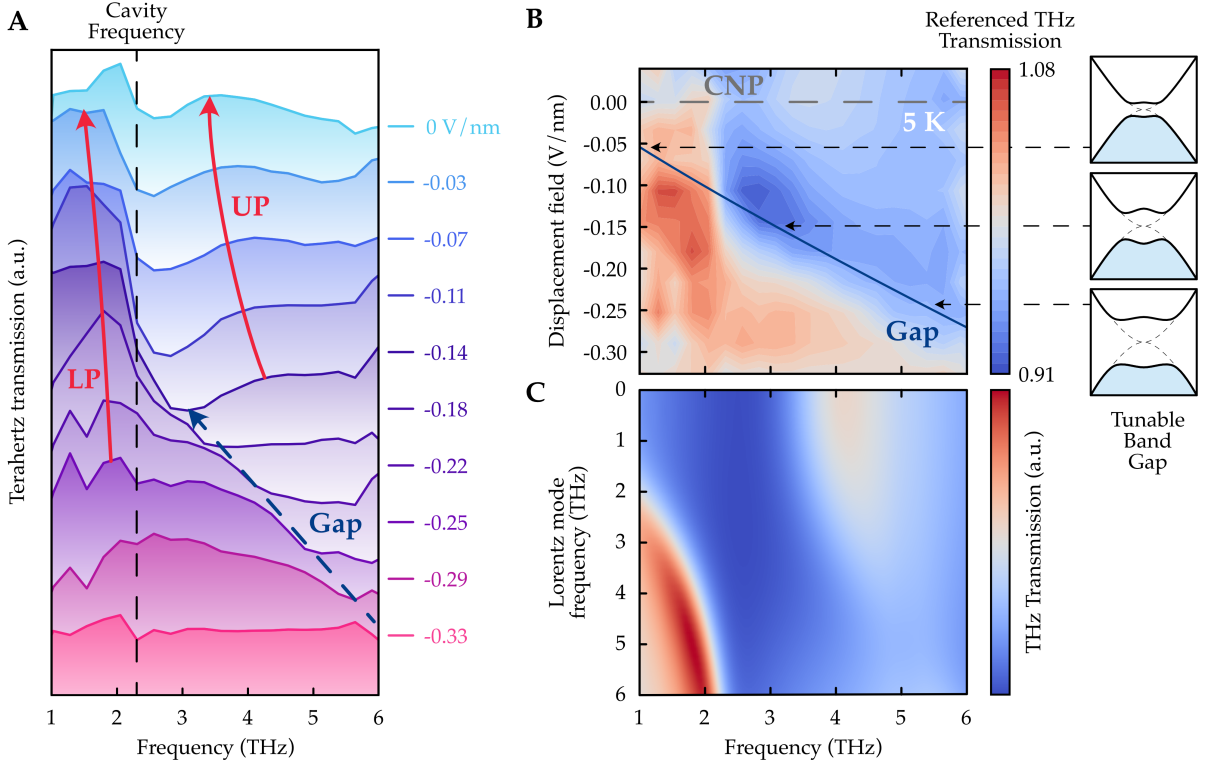 A
Cavity
Frequency
0 V/nm
-0.03
-0.07
-0.11
-0.14
-0.18
-0.22
-0.25
-0.29
-0.33
LP
UP
Gap
Terahertz transmission (a.u.)
1 2 3 4 5 6
Frequency (THz)
B
Referenced THz
Transmission
1.08
0.91
CNP
5 K
Gap
Displacement field (V/nm)
0.00
-0.05
-0.10
-0.15
-0.20
-0.25
-0.30
Tunable
Band
Gap
C
Lorentz mode
frequency (THz)
0
1
2
3
4
5
6
1 2 3 4 5 6
Frequency (THz)
THz Transmission (a.u.)